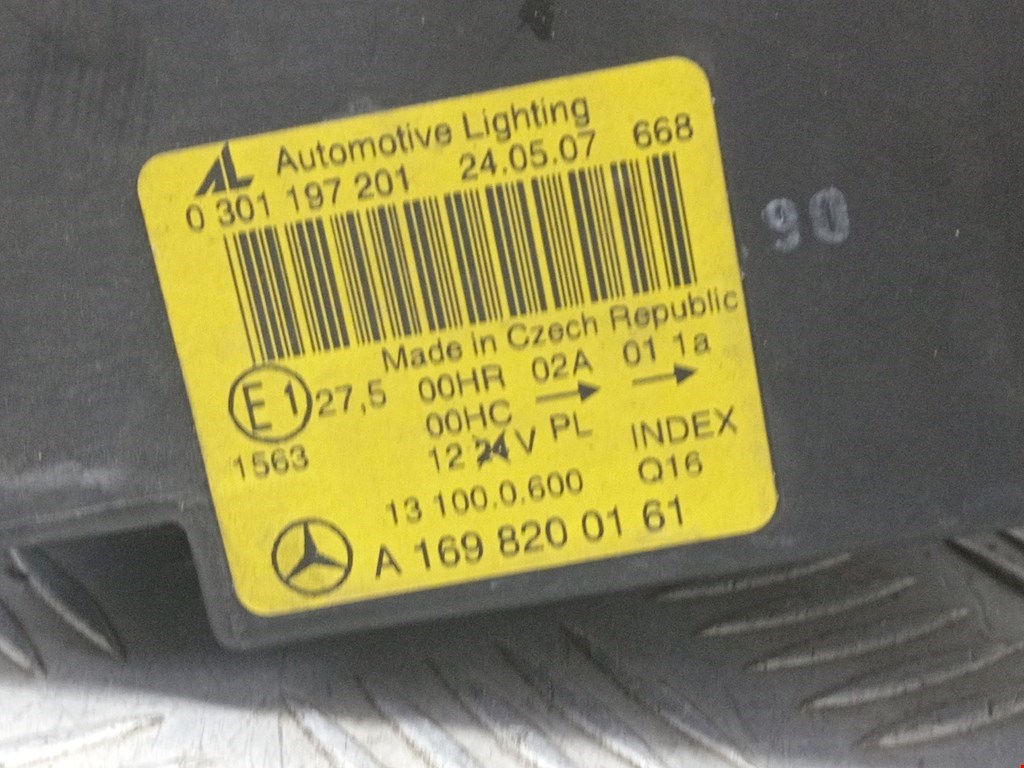 AL Automotive Lighting
0 301 197 201 24.05.07 668
Made in Czech Republic
E1 27,5 00HR 02A 01 1a
00HC → →
1563 12 24 V PL INDEX
13 100.0.600 Q16
A 169 820 01 61
90